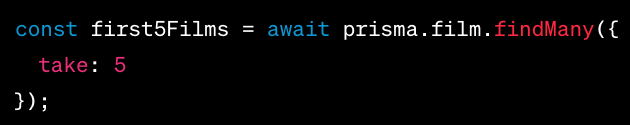 const first5Films = await prisma.film.findMany({
  take: 5
});